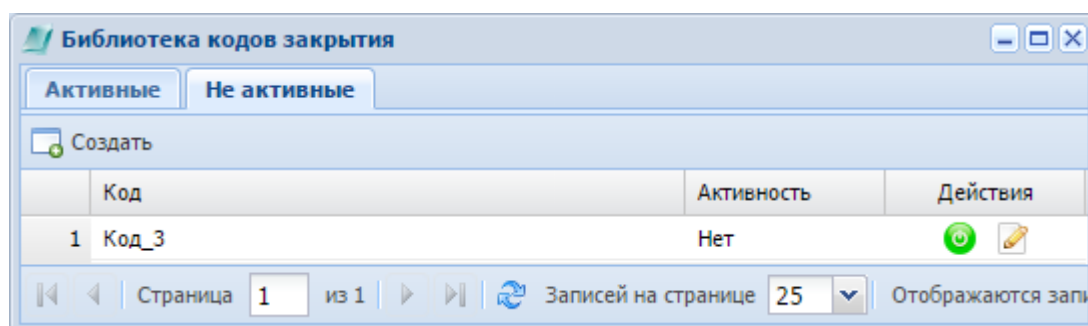 Библиотека кодов закрытия
Активные Не активные
Создать
Код Активность Действия
1 Код_3 Нет
Страница 1 из 1 Записей на странице 25 Отображаются